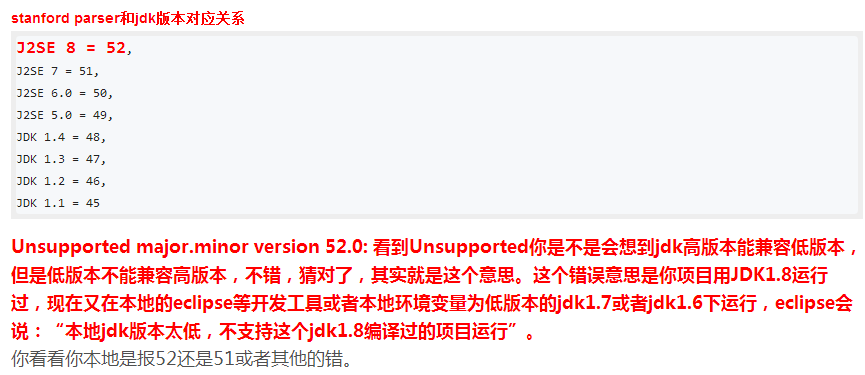 stanford parser和jdk版本对应关系
J2SE 8 = 52,
J2SE 7 = 51,
J2SE 6.0 = 50,
J2SE 5.0 = 49,
JDK 1.4 = 48,
JDK 1.3 = 47,
JDK 1.2 = 46,
JDK 1.1 = 45
Unsupported major.minor version 52.0: 看到Unsupported你是不是会想到jdk高版本能兼容低版本，
但是低版本不能兼容高版本，不错，猜对了，其实就是这个意思。这个错误意思是你项目用JDK1.8运行
过，现在又在本地的eclipse等开发工具或者本地环境变量为低版本的jdk1.7或者jdk1.6下运行，eclipse会
说：“本地jdk版本太低，不支持这个jdk1.8编译过的项目运行”。
你看看你本地是报52还是51或者其他的错。